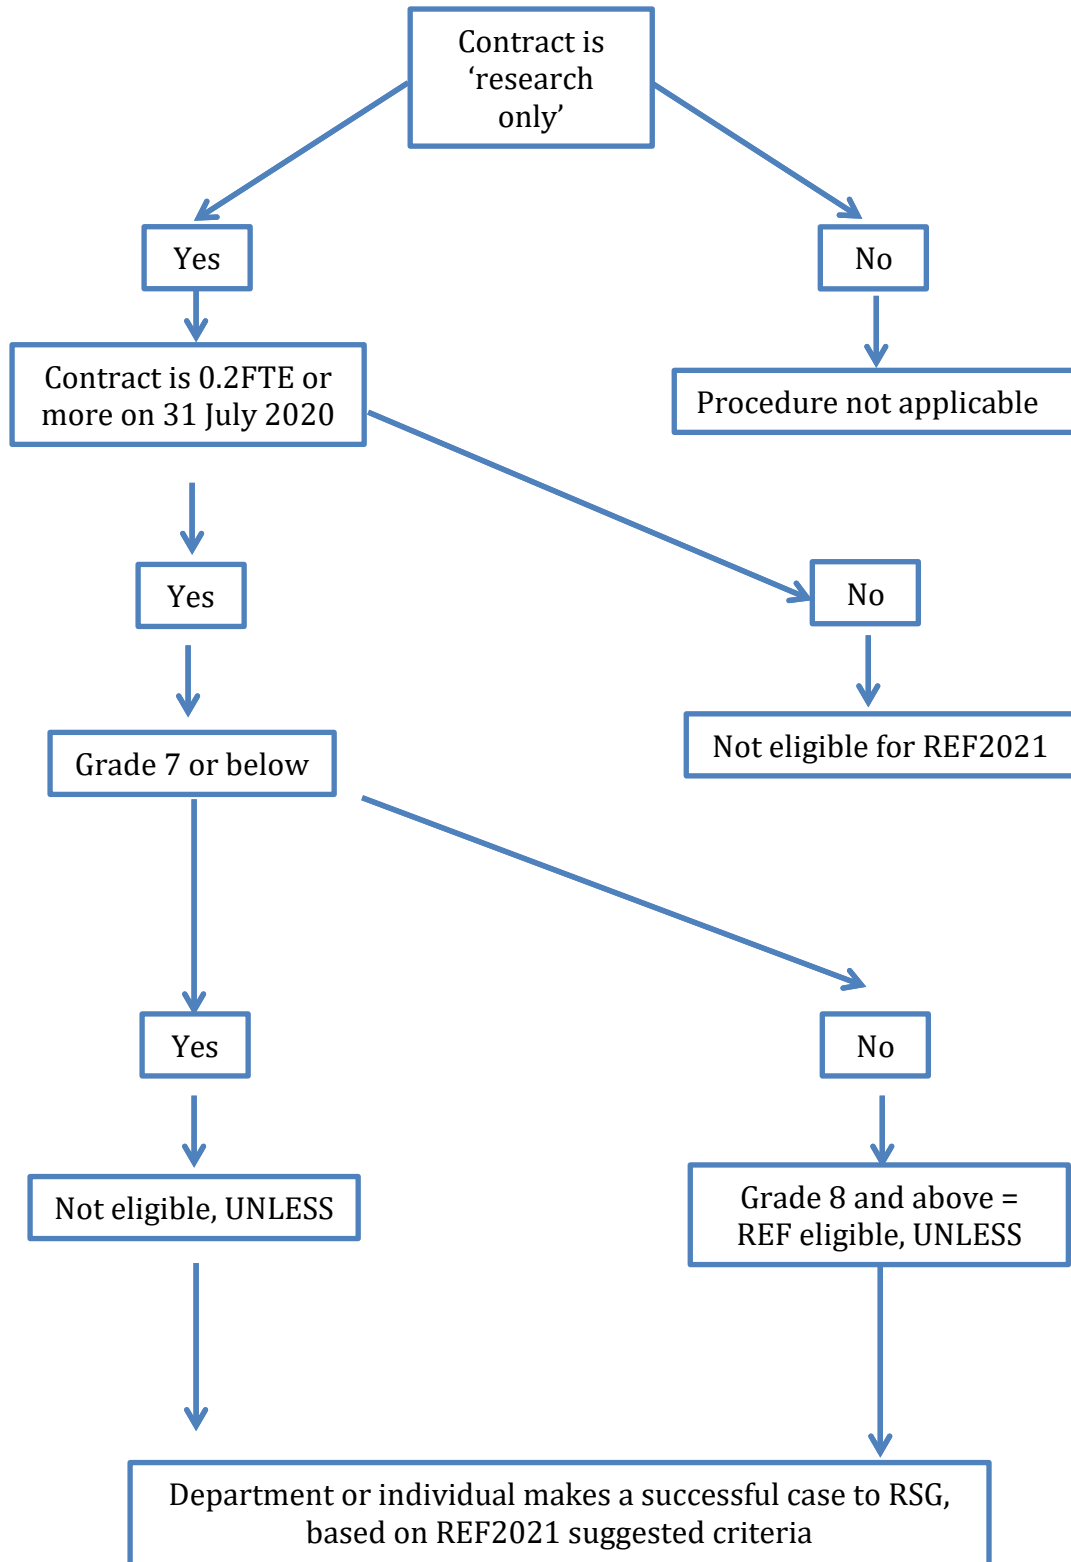 Contract is
‘research
only’
Yes
No
Contract is 0.2FTE or
more on 31 July 2020
Procedure not applicable
Yes
No
Grade 7 or below
Not eligible for REF2021
Yes
No
Not eligible, UNLESS
Grade 8 and above =
REF eligible, UNLESS
Department or individual makes a successful case to RSG,
based on REF2021 suggested criteria